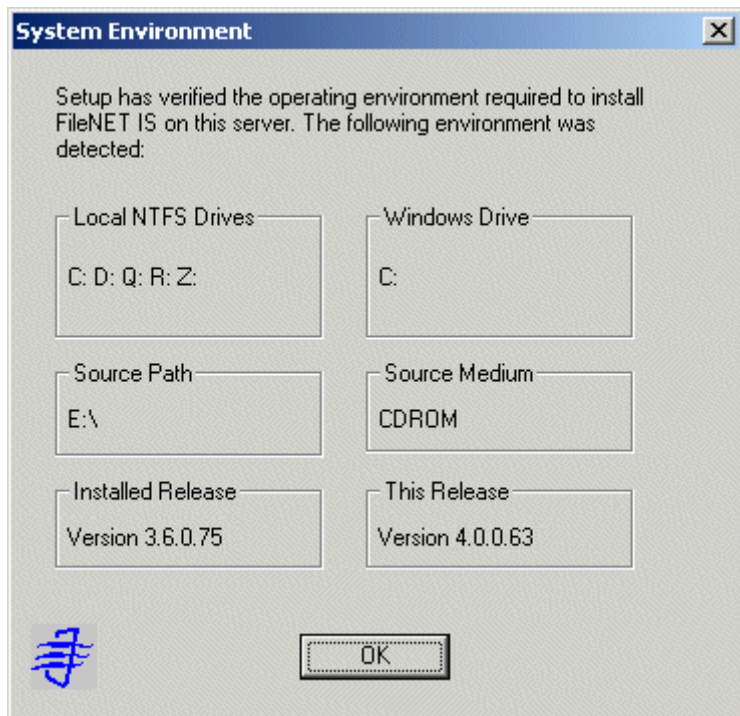 System Environment
Setup has verified the operating environment required to install
FileNET IS on this server. The following environment was
detected:
Local NTFS Drives
C: D: Q: R: Z:
Windows Drive
C:
Source Path
E:\
Source Medium
CDROM
Installed Release
Version 3.6.0.75
This Release
Version 4.0.0.63
OK